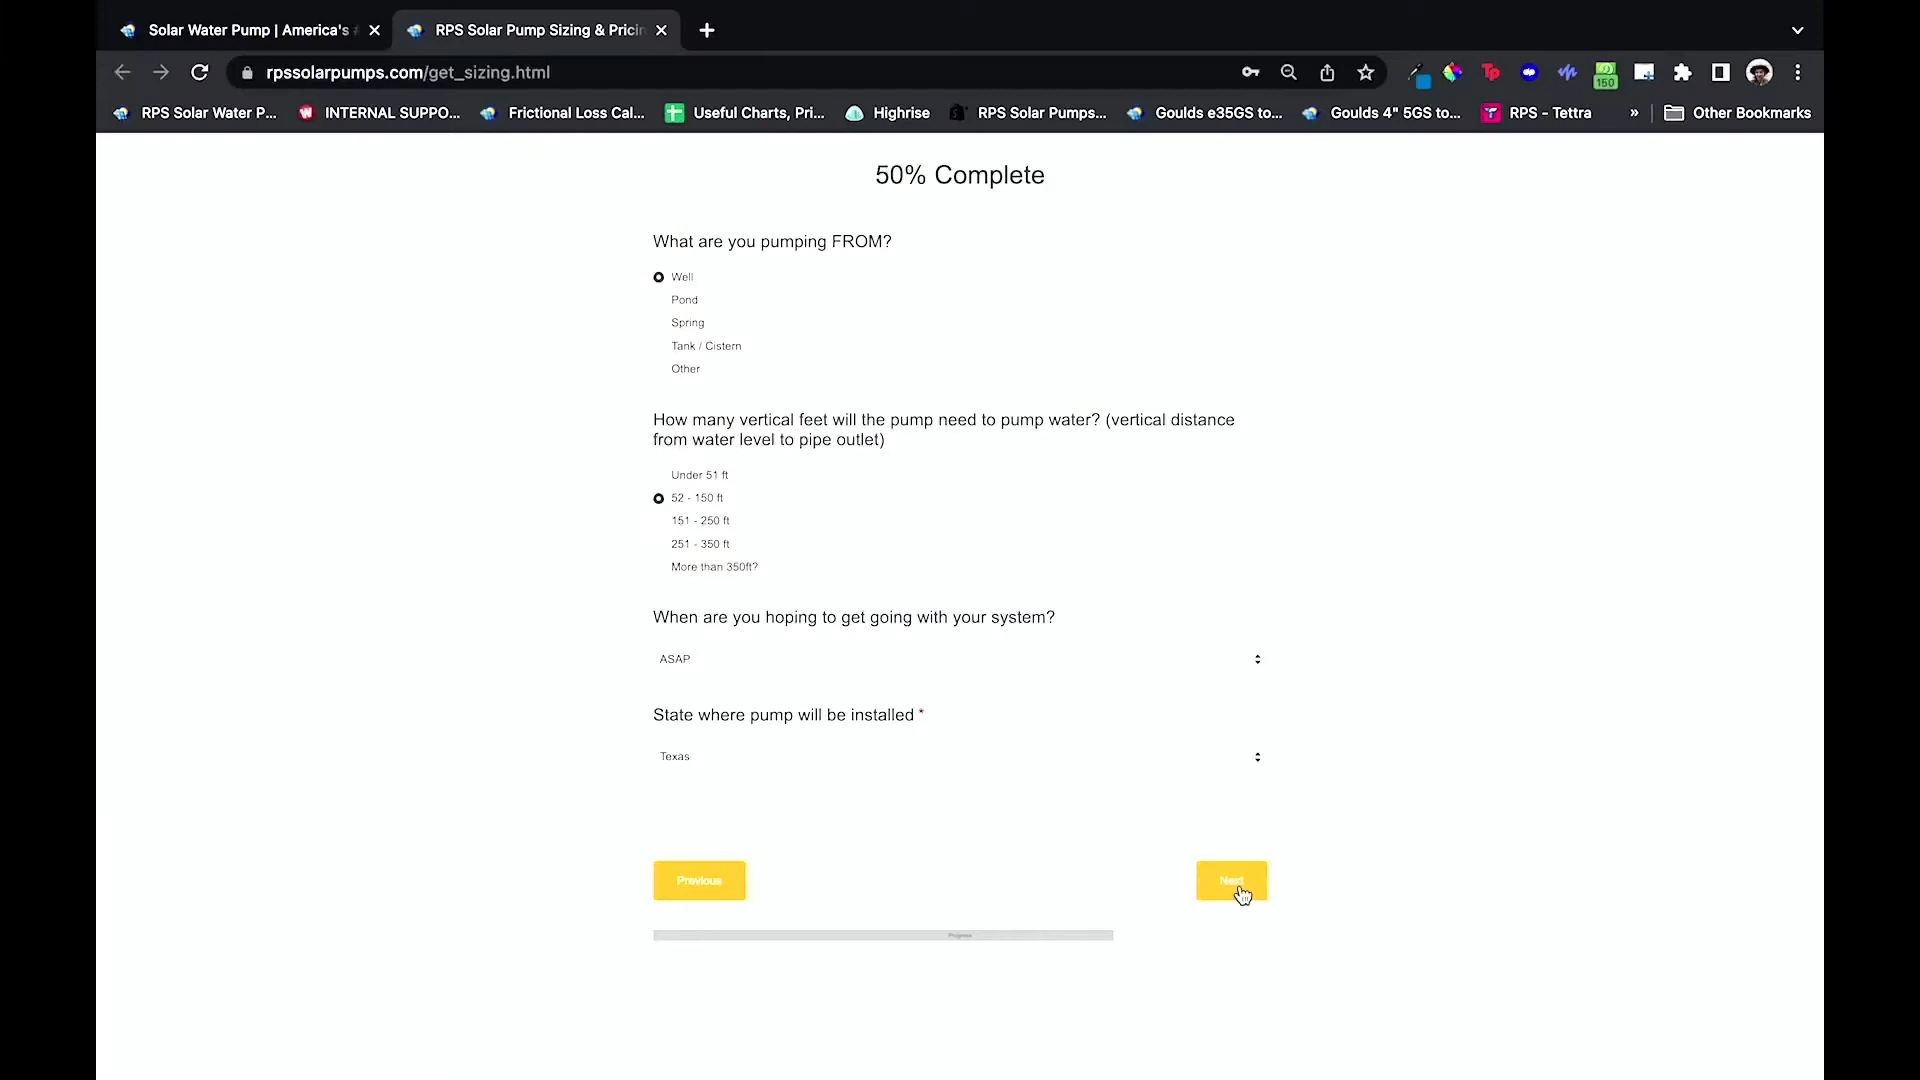 Solar Water Pump | America's #
RPS Solar Pump Sizing & Pricin
rpssolarpumps.com/get_sizing.html
150
RPS Solar Water P...
INTERNAL SUPPO...
Frictional Loss Cal...
Useful Charts, Pri...
Highrise
RPS Solar Pumps...
Goulds e35GS to...
Goulds 4" 5GS to...
RPS - Tettra
»
Other Bookmarks
50% Complete
What are you pumping FROM?
Well
Pond
Spring
Tank / Cistern
Other
How many vertical feet will the pump need to pump water? (vertical distance
from water level to pipe outlet)
Under 51 ft
52 - 150 ft
151 - 250 ft
251 - 350 ft
More than 350ft?
When are you hoping to get going with your system?
ASAP
State where pump will be installed *
Texas
Previous
Next
Progress